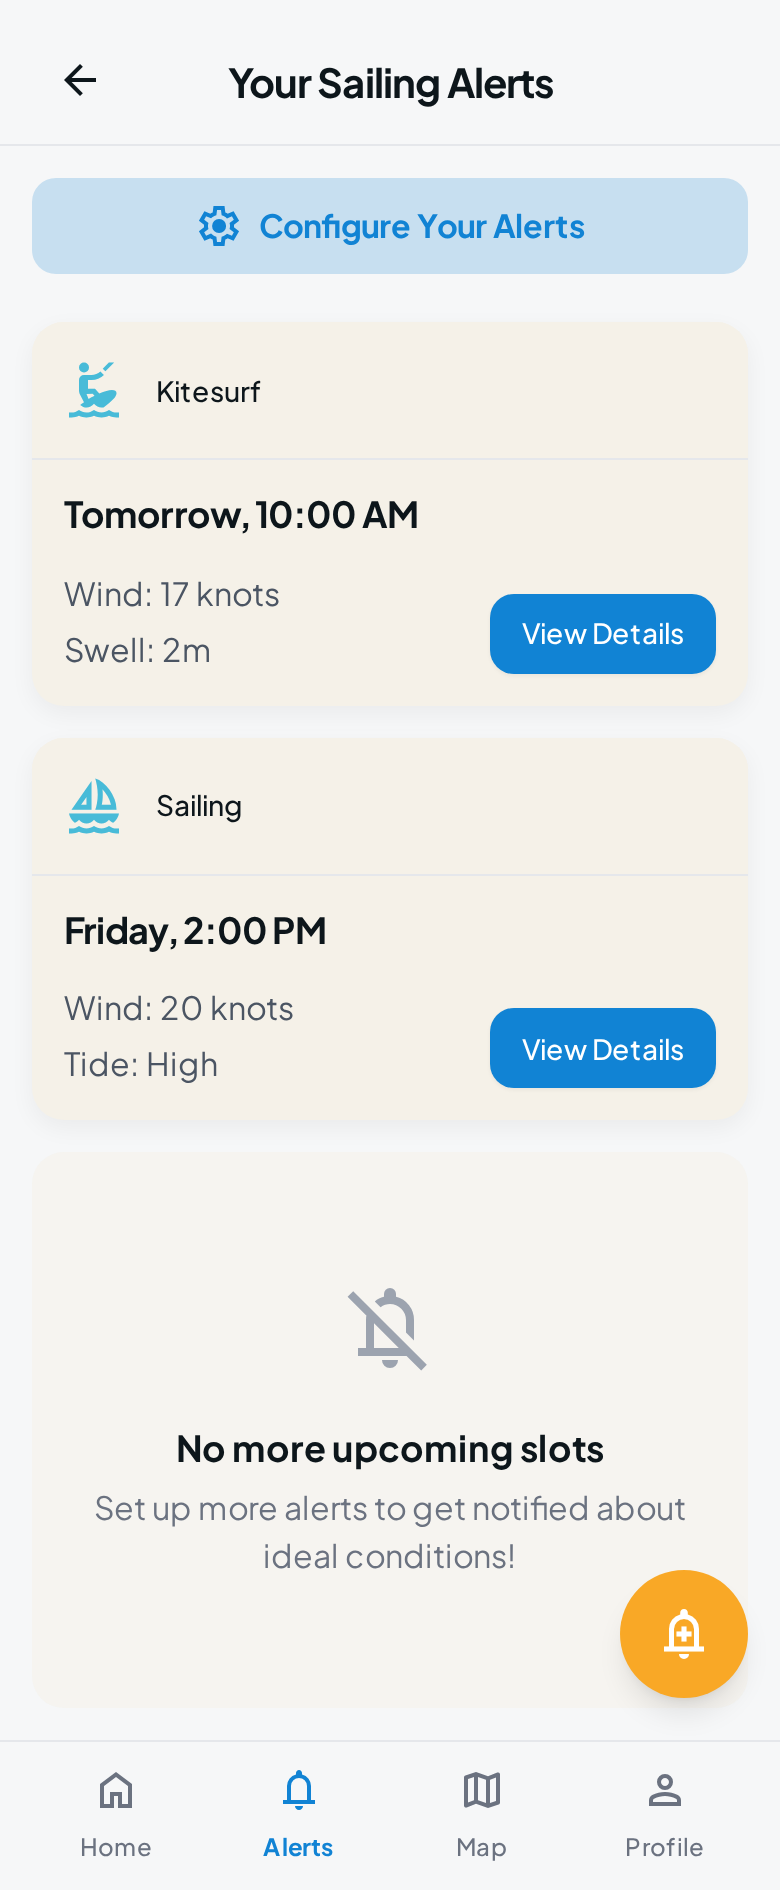 Your Sailing Alerts
Configure Your Alerts
Kitesurf
Tomorrow, 10:00 AM
Wind: 17 knots
Swell: 2m
View Details
Sailing
Friday, 2:00 PM
Wind: 20 knots
Tide: High
View Details
No more upcoming slots
Set up more alerts to get notified about
ideal conditions!
Home
Alerts
Map
Profile